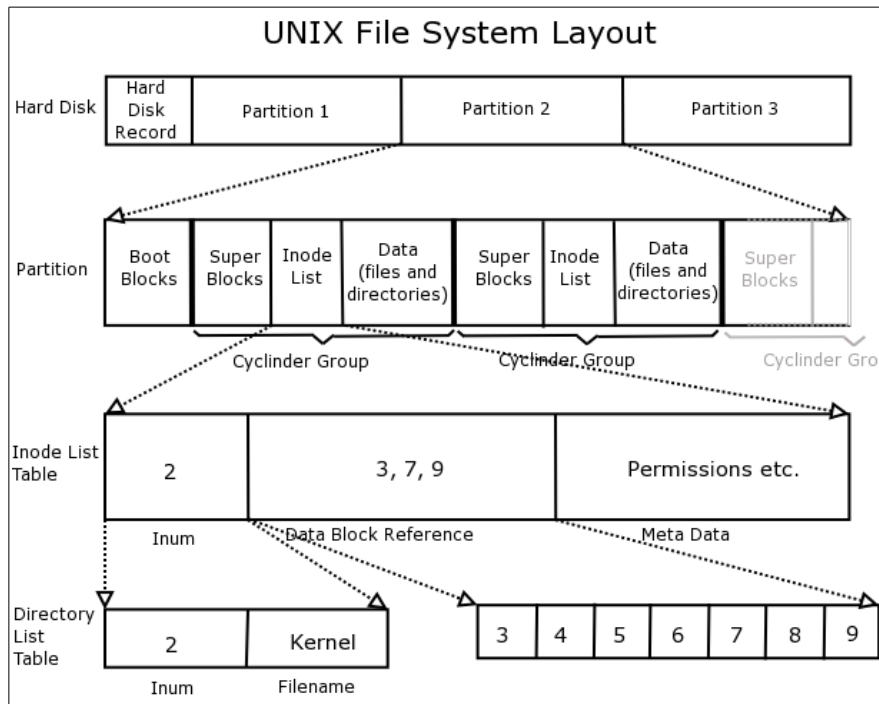 UNIX File System Layout
Hard Disk
Hard
Disk
Record
Partition 1
Partition 2
Partition 3
Partition
Boot
Blocks
Super
Blocks
Inode
List
Data
(files and
directories)
Super
Blocks
Inode
List
Data
(files and
directories)
Super
Blocks
Cyclinder Group
Cyclinder Group
Cyclinder Gro
Inode List
Table
2
3, 7, 9
Permissions etc.
Inum
Data Block Reference
Meta Data
Directory
List
Table
2
Kernel
3 4 5 6 7 8 9
Inum
Filename